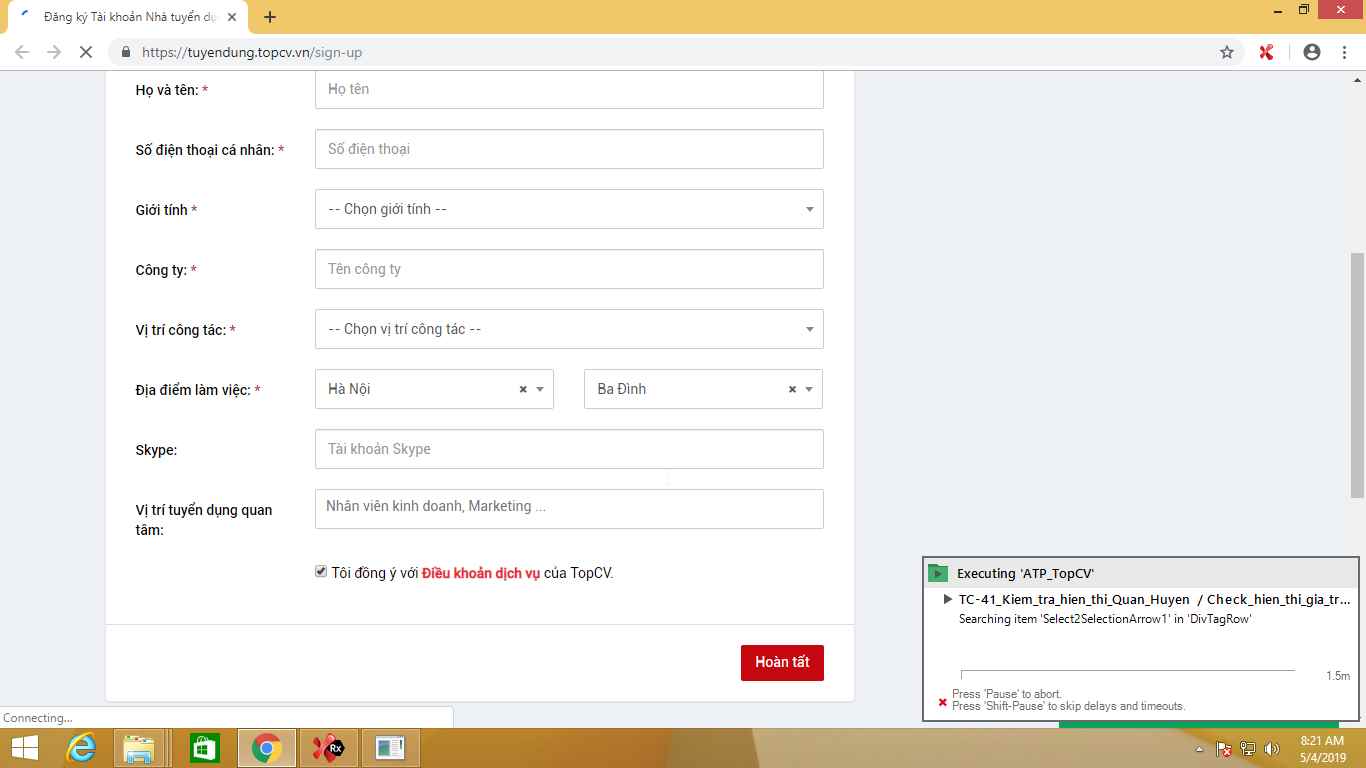 Đăng ký Tài khoản Nhà tuyển dụ
https://tuyendung.topcv.vn/sign-up
Họ và tên: *
Họ tên
Số điện thoại cá nhân: *
Số điện thoại
Giới tính *
-- Chọn giới tính --
Công ty: *
Tên công ty
Vị trí công tác: *
-- Chọn vị trí công tác --
Địa điểm làm việc: *
Hà Nội
Ba Đình
Skype:
Tài khoản Skype
Vị trí tuyển dụng quan
tâm:
Nhân viên kinh doanh, Marketing ...
Tôi đồng ý với Điều khoản dịch vụ của TopCV.
Hoàn tất
Executing 'ATP_TopCV'
TC-41_Kiem_tra_hien_thi_Quan_Huyen / Check_hien_thi_gia_tr...
Searching item 'Select2SelectionArrow1' in 'DivTagRow'
1.5m
Press 'Pause' to abort.
Press 'Shift-Pause' to skip delays and timeouts.
Connecting...
Rx
8:21 AM
5/4/2019